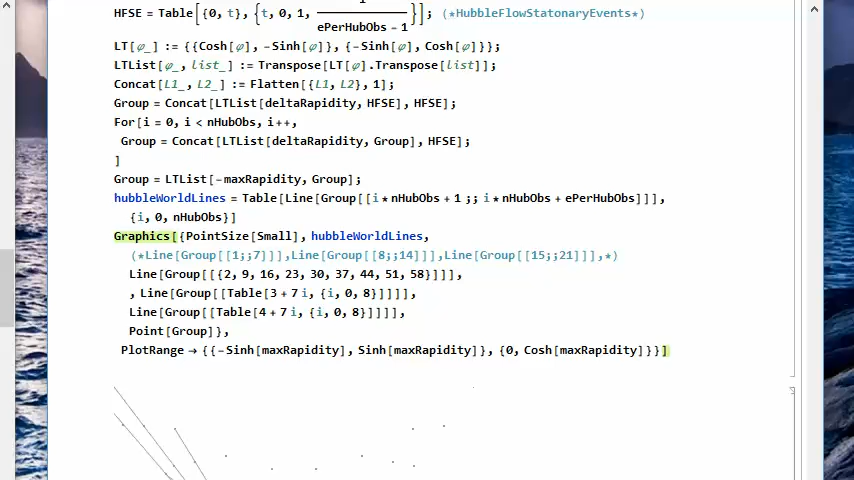 HFSE = Table[{0, t}, {t, 0, 1, 1/(ePerHubObs - 1)}]; (*HubbleFlowStatonaryEvents*)
LT[φ_] := {{Cosh[φ], -Sinh[φ]}, {-Sinh[φ], Cosh[φ]}};
LTList[φ_, list_] := Transpose[LT[φ].Transpose[list]];
Concat[L1_, L2_] := Flatten[{L1, L2}, 1];
Group = Concat[LTList[deltaRapidity, HFSE], HFSE];
For[i = 0, i < nHubObs, i++,
Group = Concat[LTList[deltaRapidity, Group], HFSE];
]
Group = LTList[-maxRapidity, Group];
hubbleWorldLines = Table[Line[Group[[i*nHubObs + 1 ;; i*nHubObs + ePerHubObs]]],
{i, 0, nHubObs}]
Graphics[{PointSize[Small], hubbleWorldLines,
(*Line[Group[[1;;7]]],Line[Group[[8;;14]]],Line[Group[[15;;21]]],*)
Line[Group[[{2, 9, 16, 23, 30, 37, 44, 51, 58}]]],
, Line[Group[[Table[3 + 7 i, {i, 0, 8}]]]],
Line[Group[[Table[4 + 7 i, {i, 0, 8}]]]],
Point[Group]},
PlotRange → {{-Sinh[maxRapidity], Sinh[maxRapidity]}, {0, Cosh[maxRapidity]}}]